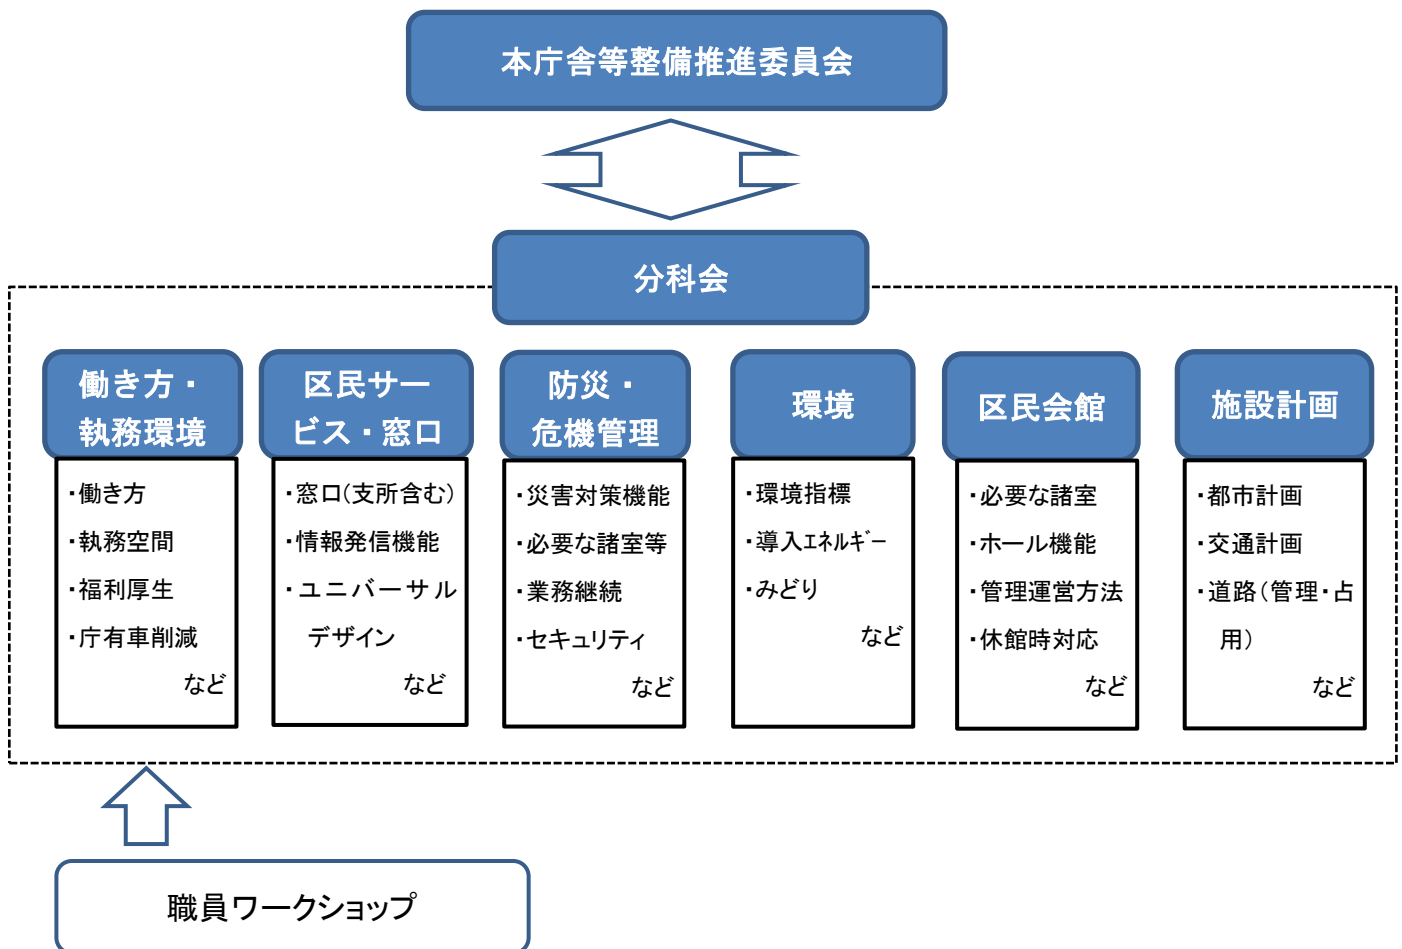 本庁舎等整備推進委員会
分科会
働き方・
執務環境
・働き方
・執務空間
・福利厚生
・庁有車削減
など
区民サー
ビス・窓口
・窓口(支所含む)
・情報発信機能
・ユニバーサル
デザイン
など
防災・
危機管理
・災害対策機能
・必要な諸室等
・業務継続
・セキュリティ
など
環境
・環境指標
・導入エネルギー
・みどり
など
区民会館
・必要な諸室
・ホール機能
・管理運営方法
・休館時対応
など
施設計画
・都市計画
・交通計画
・道路(管理・占
用)
など
職員ワークショップ